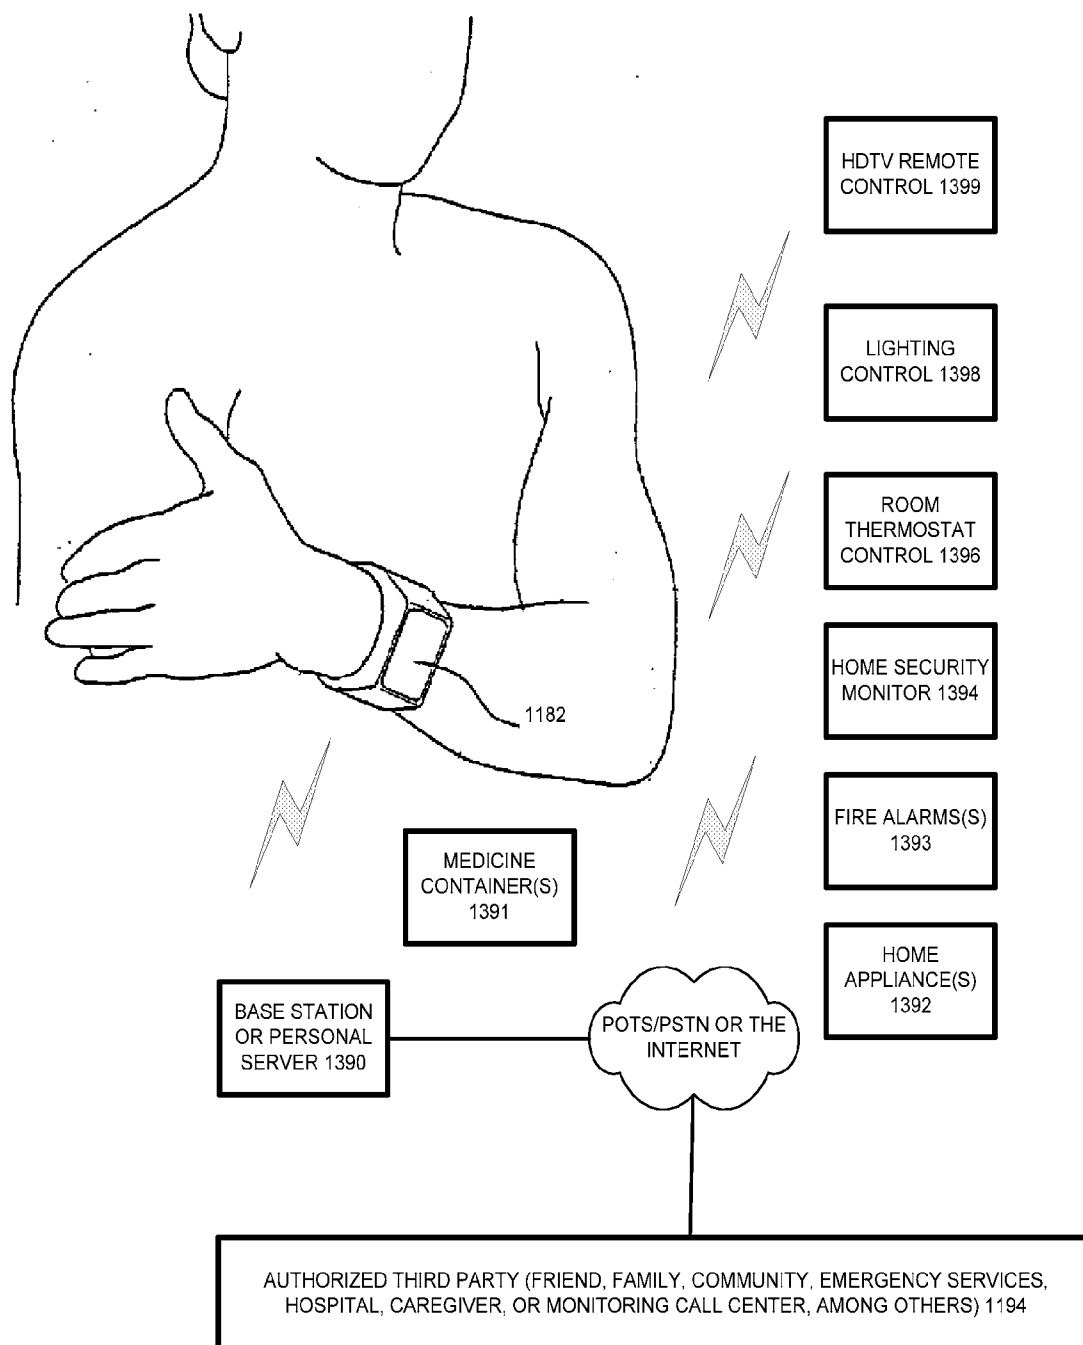 HDTV REMOTE
CONTROL 1399
LIGHTING
CONTROL 1398
ROOM
THERMOSTAT
CONTROL 1396
HOME SECURITY
MONITOR 1394
1182
FIRE ALARMS(S)
1393
MEDICINE
CONTAINER(S)
1391
HOME
APPLIANCE(S)
1392
BASE STATION
OR PERSONAL
SERVER 1390
POTS/PSTN OR THE
INTERNET
AUTHORIZED THIRD PARTY (FRIEND, FAMILY, COMMUNITY, EMERGENCY SERVICES,
HOSPITAL, CAREGIVER, OR MONITORING CALL CENTER, AMONG OTHERS) 1194